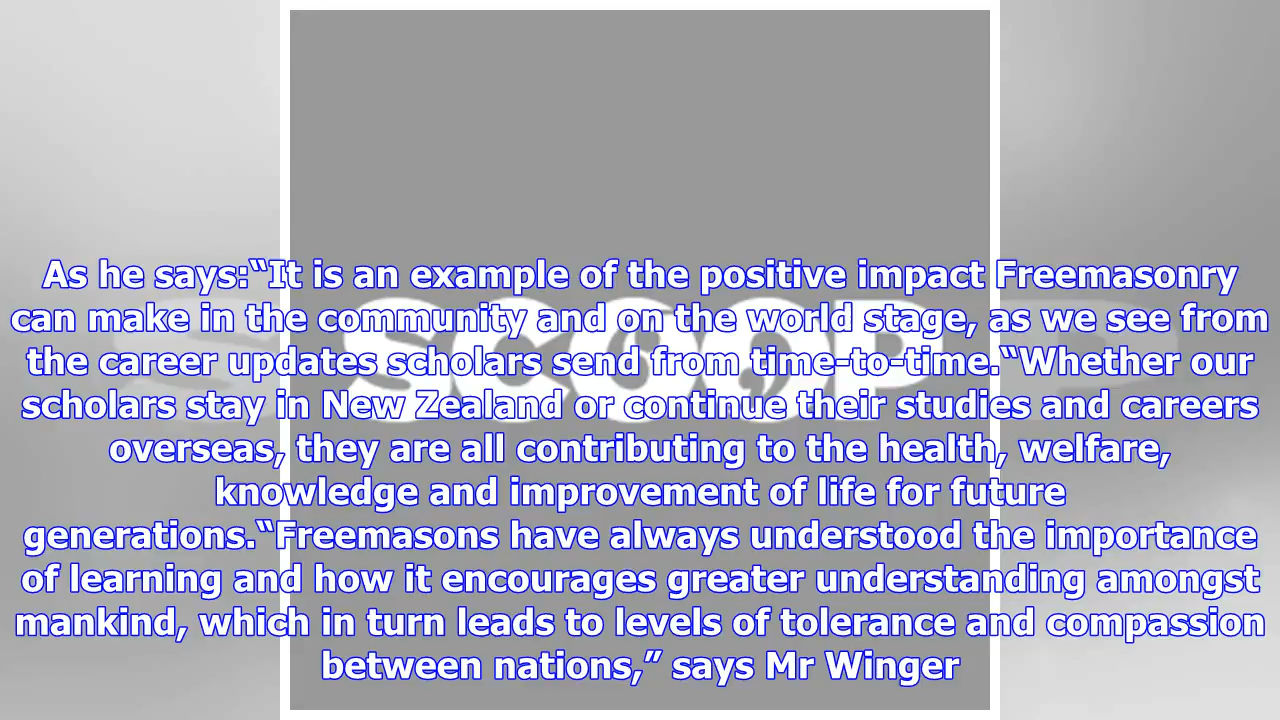 As he says:“It is an example of the positive impact Freemasonry
can make in the community and on the world stage, as we see from
the career updates scholars send from time-to-time.“Whether our
scholars stay in New Zealand or continue their studies and careers
overseas, they are all contributing to the health, welfare,
knowledge and improvement of life for future
generations.“Freemasons have always understood the importance
of learning and how it encourages greater understanding amongst
mankind, which in turn leads to levels of tolerance and compassion
between nations,” says Mr Winger
SCOOP